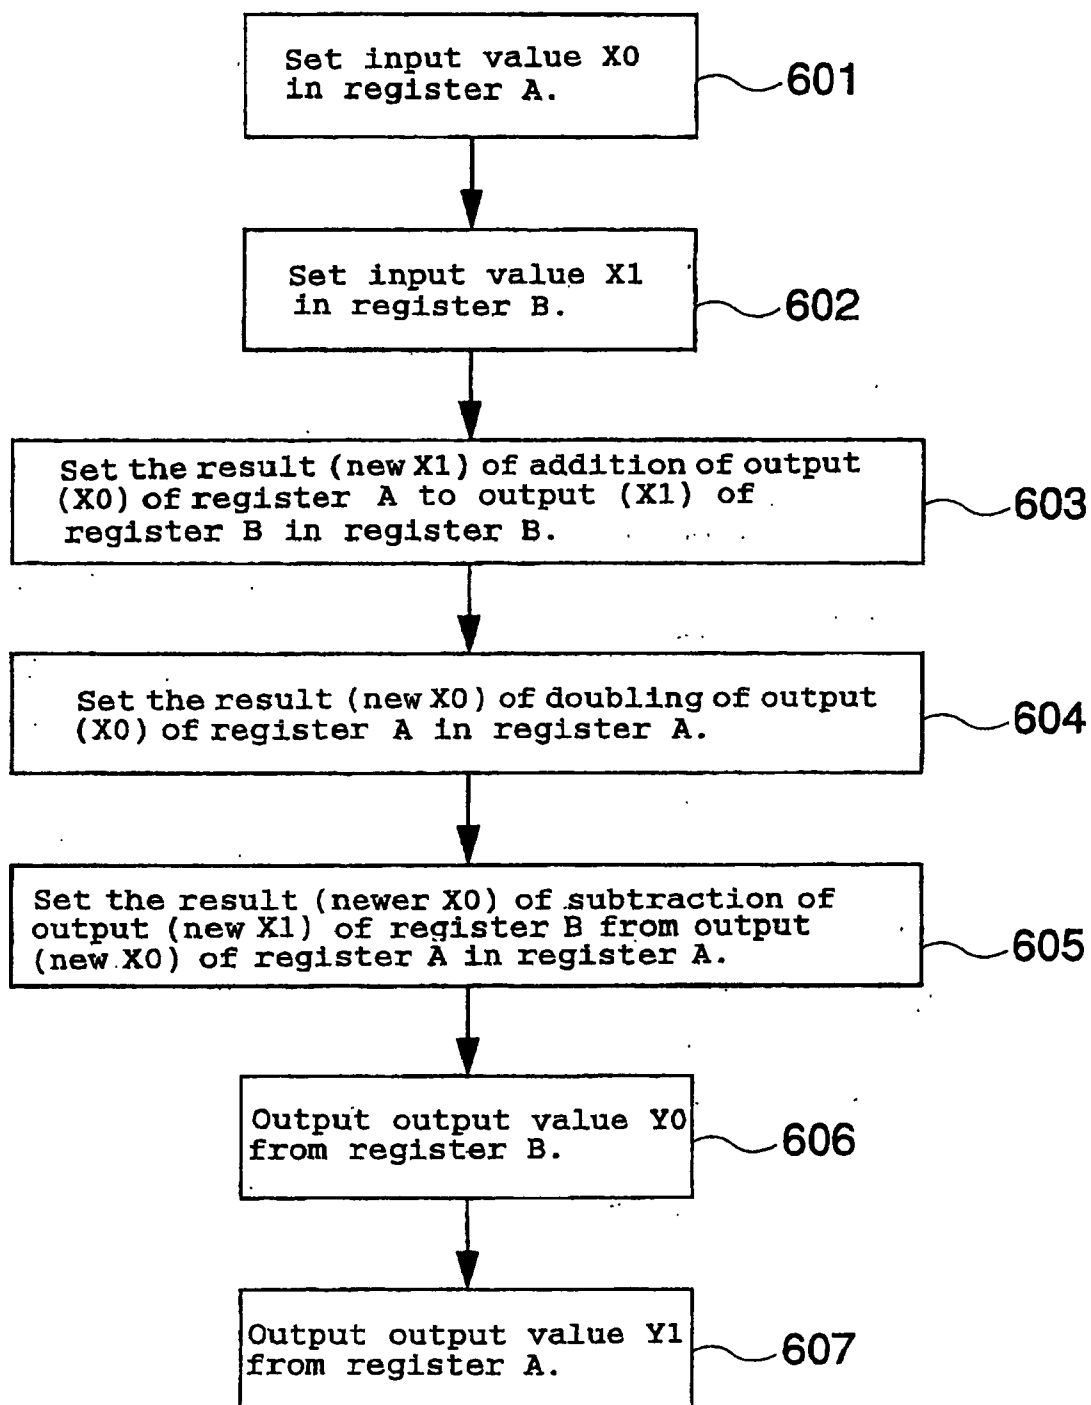 Set input value X0
in register A.
601
Set input value X1
in register B.
602
Set the result (new X1) of addition of output
(X0) of register A to output (X1) of
register B in register B.
603
Set the result (new X0) of doubling of output
(X0) of register A in register A.
604
Set the result (newer X0) of subtraction of
output (new X1) of register B from output
(new X0) of register A in register A.
605
Output output value Y0
from register B.
606
Output output value Y1
from register A.
607